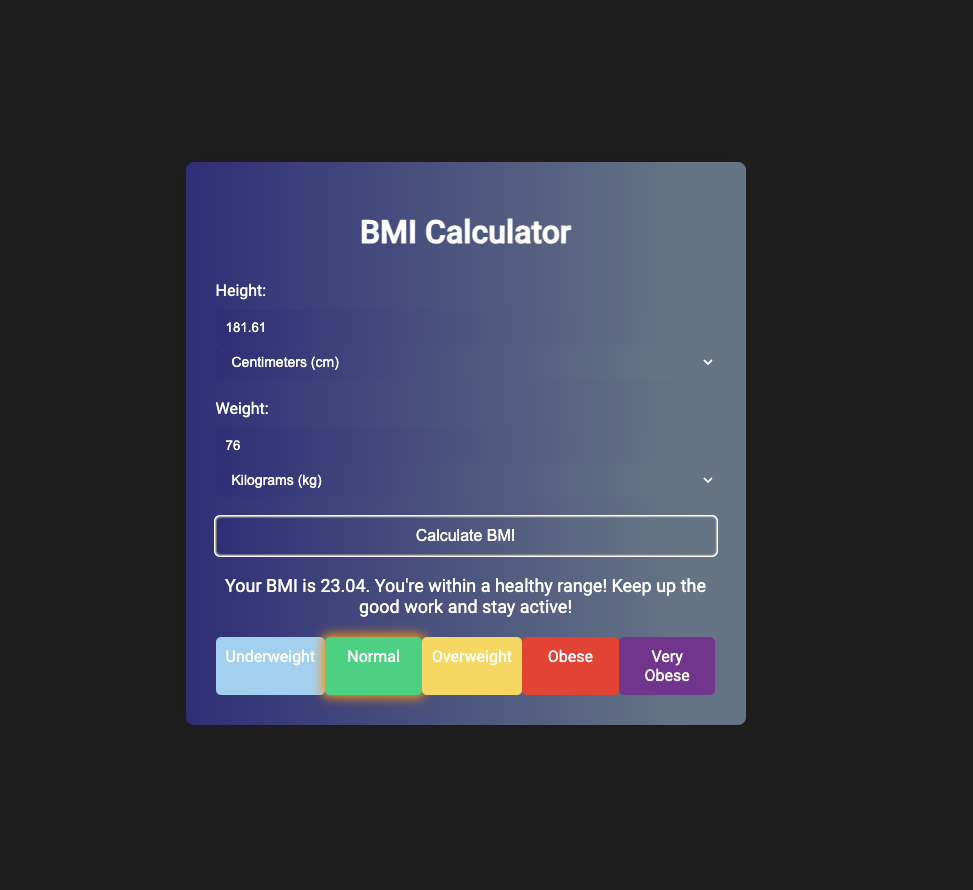 BMI Calculator
Height:
181.61
Centimeters (cm)
Weight:
76
Kilograms (kg)
Calculate BMI
Your BMI is 23.04. You're within a healthy range! Keep up the
good work and stay active!
Underweight Normal Overweight Obese Very
Obese